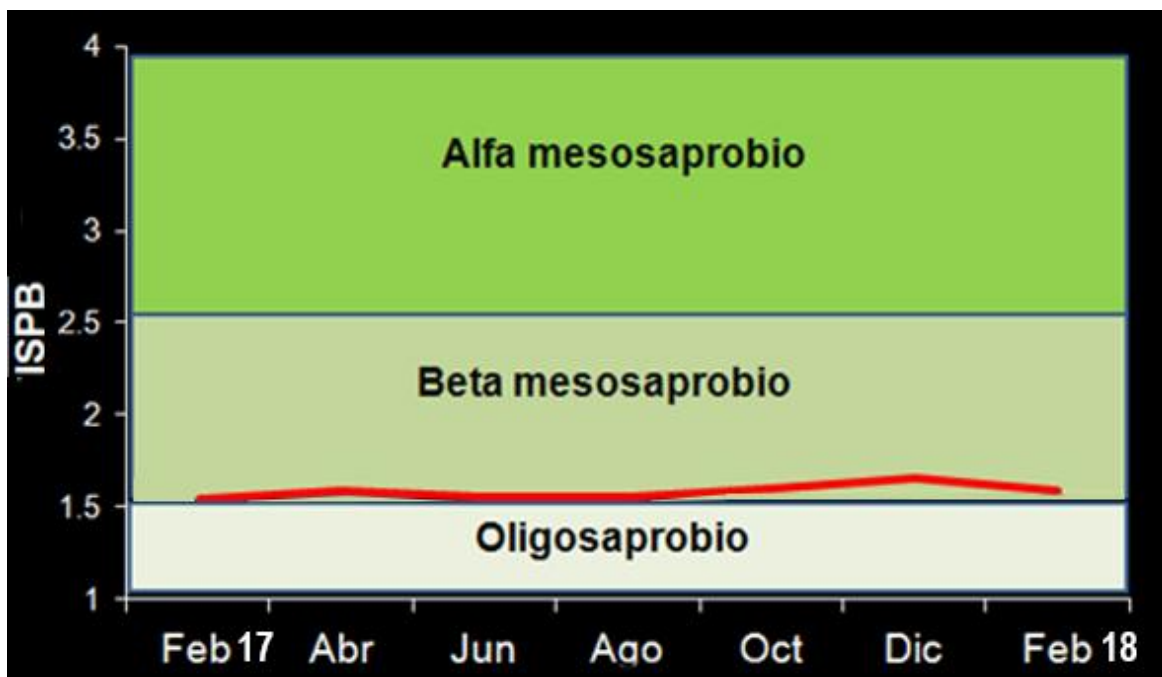 4
3.5
3
2.5
2
1.5
1
ISPB
Alfa mesosaprobio
Beta mesosaprobio
Oligosaprobio
Feb 17 Abr Jun Ago Oct Dic Feb 18